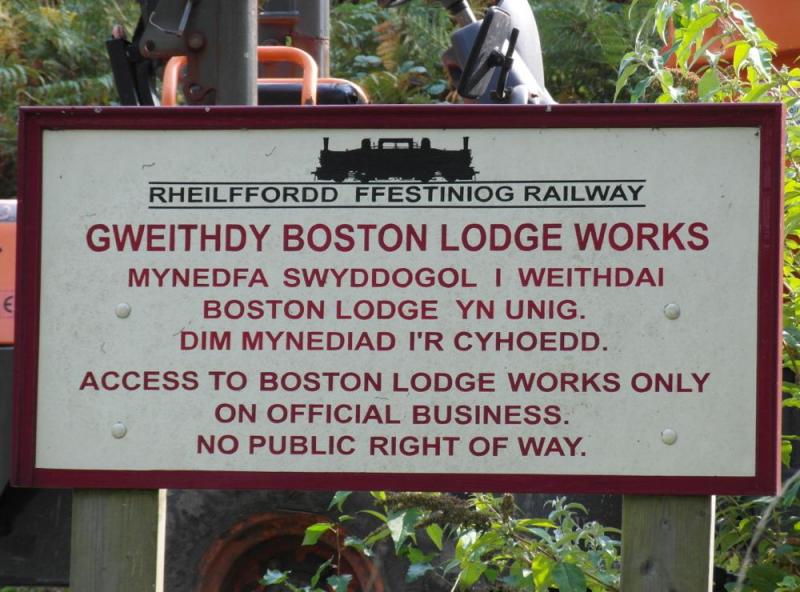 RHEILFFORDD FFESTINIOG RAILWAY
GWEITHDY BOSTON LODGE WORKS
MYNEDFA SWYDDOGOL I WEITHDAI
BOSTON LODGE YN UNIG.
DIM MYNEDIAD I'R CYHOEDD.
ACCESS TO BOSTON LODGE WORKS ONLY
ON OFFICIAL BUSINESS.
NO PUBLIC RIGHT OF WAY.